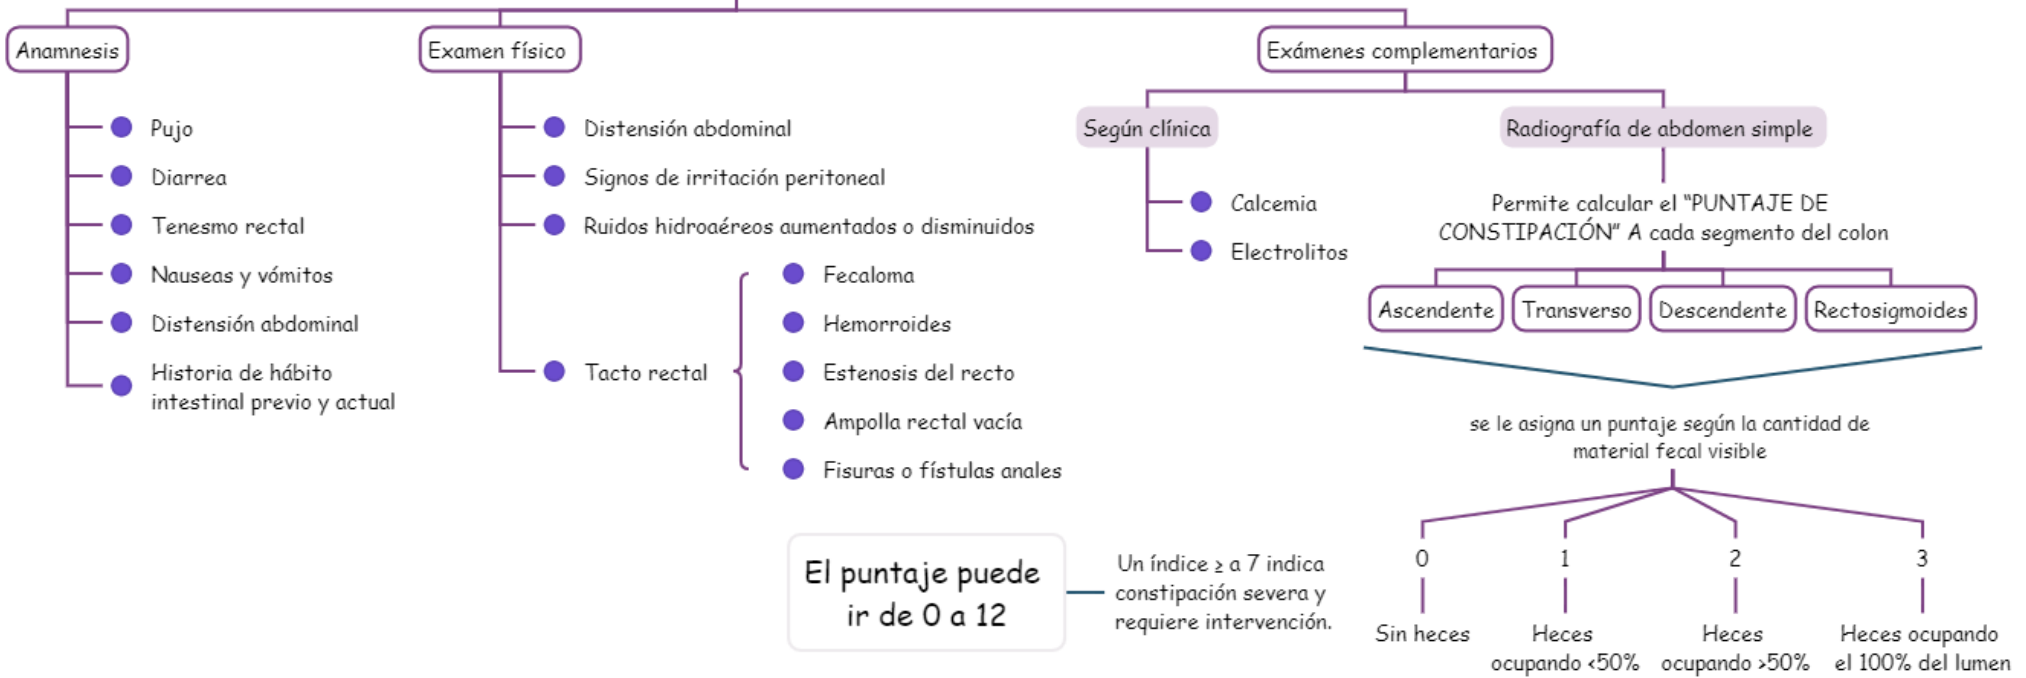 Anamnesis
Pujo
Diarrea
Tenesmo rectal
Nauseas y vómitos
Distensión abdominal
Historia de hábito
intestinal previo y actual
Examen físico
Distensión abdominal
Signos de irritación peritoneal
Ruidos hidroaéreos aumentados o disminuidos
Tacto rectal
Fecaloma
Hemorroides
Estenosis del recto
Ampolla rectal vacía
Fisuras o fístulas anales
Exámenes complementarios
Según clínica
Calcemia
Electrolitos
Radiografía de abdomen simple
Permite calcular el "PUNTAJE DE
CONSTIPACIÓN" A cada segmento del colon
Ascendente
Transverso
Descendente
Rectosigmoides
se le asigna un puntaje según la cantidad de
material fecal visible
0
Sin heces
1
Heces
ocupando <50%
2
Heces
ocupando >50%
3
Heces ocupando
el 100% del lumen
El puntaje puede
ir de 0 a 12
Un índice ≥ a 7 indica
constipación severa y
requiere intervención.